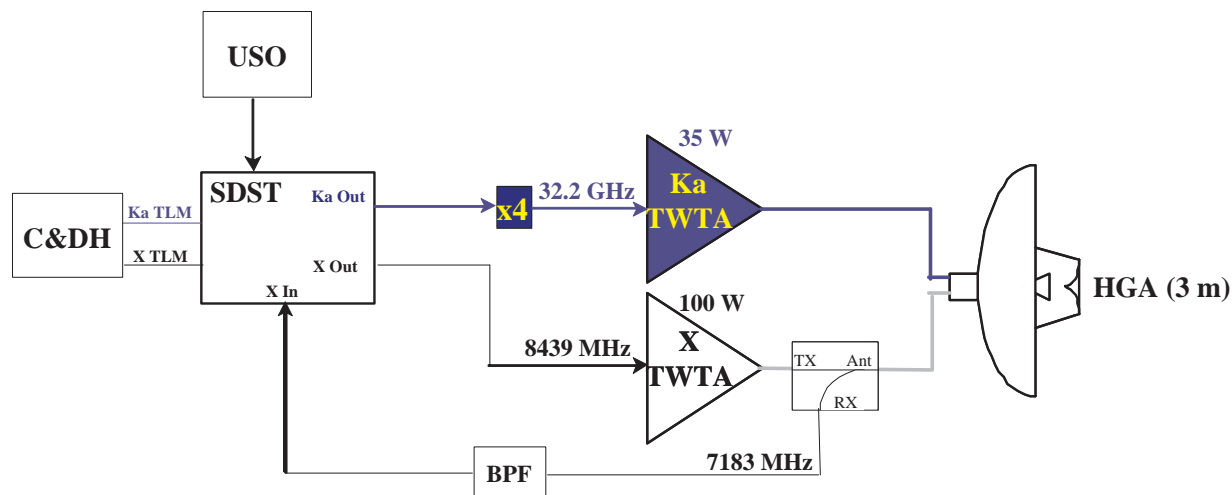 USO
35 W
SDST
Ka Out
x4
32.2 GHz
Ka
TWTA
Ka TLM
C&DH
X TLM
X Out
X In
HGA (3 m)
100 W
8439 MHz
X
TWTA
TX
Ant
RX
7183 MHz
BPF